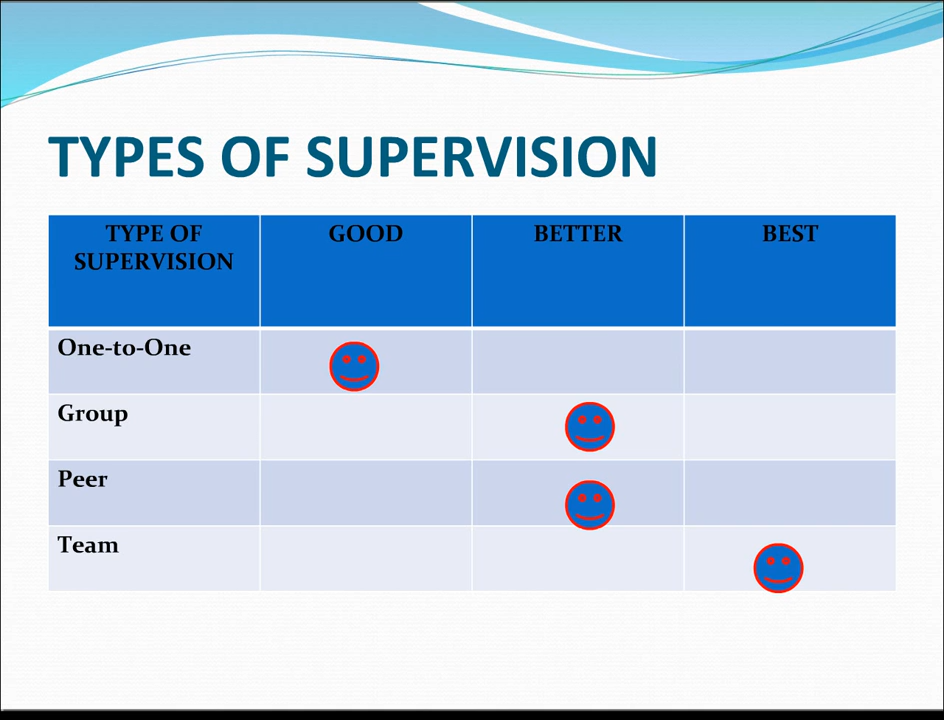 TYPES OF SUPERVISION
TYPE OF
SUPERVISION
GOOD
BETTER
BEST
One-to-One
Group
Peer
Team